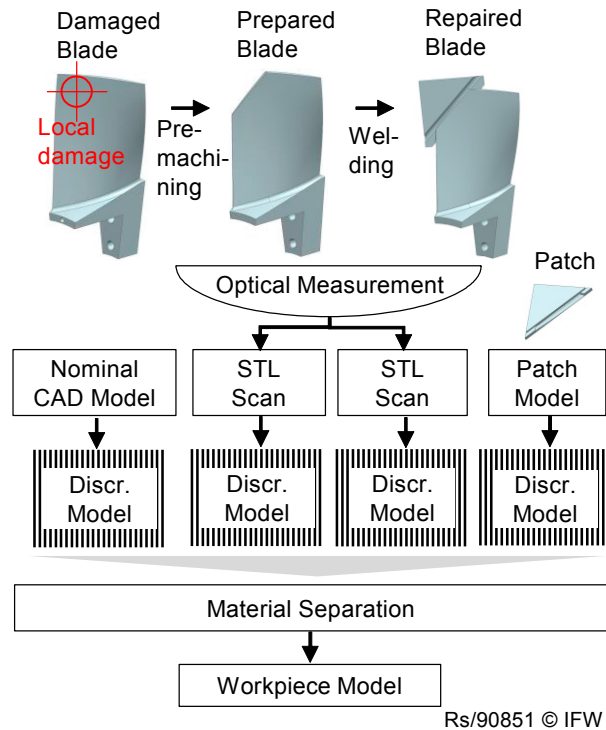 Damaged
Blade
Prepared
Blade
Repaired
Blade
Local
damage
Pre-
machi-
ning
Wel-
ding
Optical Measurement
Patch
Nominal
CAD Model
STL
Scan
STL
Scan
Patch
Model
Discr.
Model
Discr.
Model
Discr.
Model
Discr.
Model
Material Separation
Workpiece Model
Rs/90851 © IFW